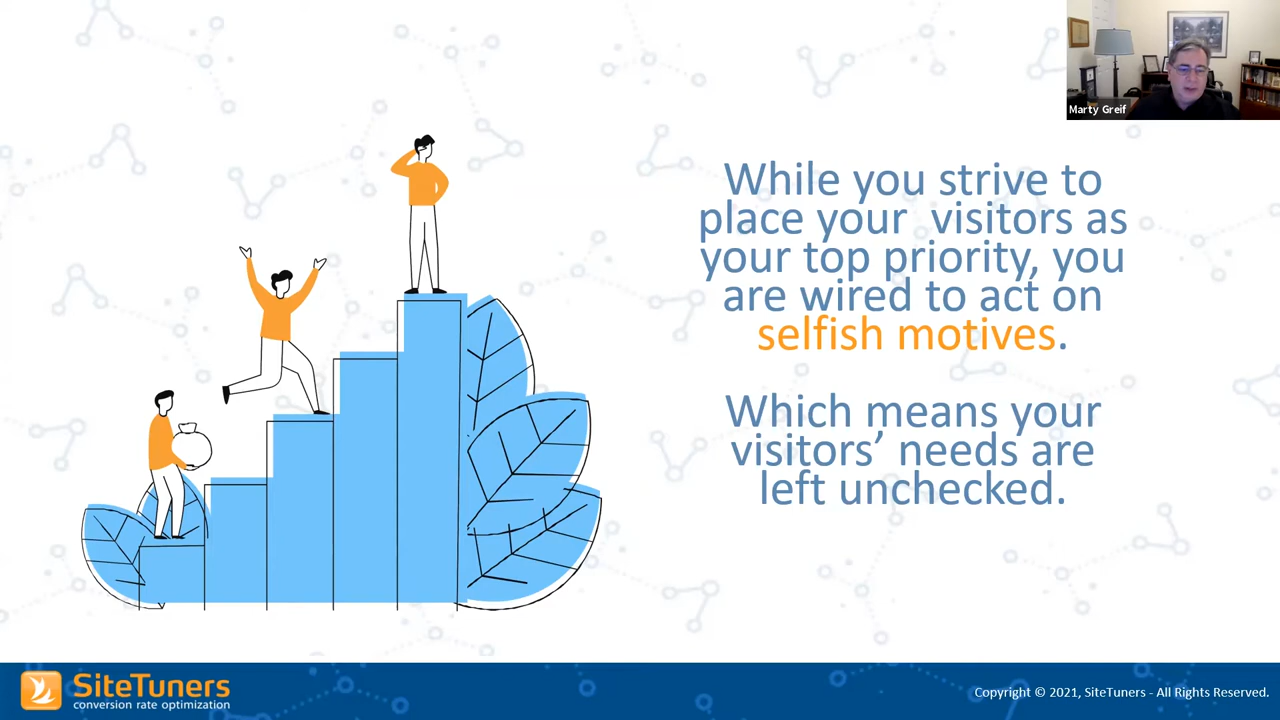 Marty Greif
While you strive to
place your  visitors as
your top priority, you
are wired to act on
selfish motives.
Which means your
visitors’ needs are
left unchecked.
SiteTuners
conversion rate optimization
Copyright © 2021, SiteTuners - All Rights Reserved.